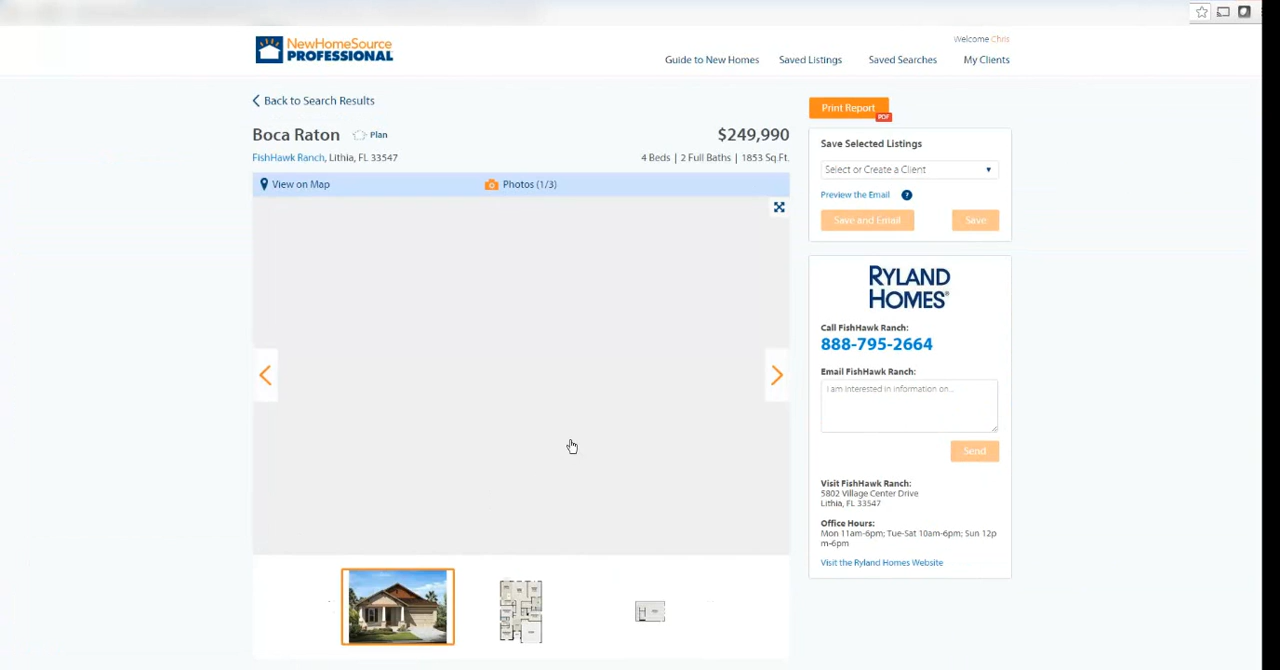 NewHomeSource
PROFESSIONAL
Welcome Chris
Guide to New Homes Saved Listings Saved Searches My Clients
Back to Search Results
Boca Raton Plan $249,990
FishHawk Ranch, Lithia, FL 33547 4 Beds | 2 Full Baths | 1853 Sq.Ft.
View on Map Photos (1/3)
Print Report
PDF
Save Selected Listings
Select or Create a Client
Preview the Email ?
Save and Email Save
RYLAND
HOMES®
Call FishHawk Ranch:
888-795-2664
Email FishHawk Ranch:
I am interested in information on...
Send
Visit FishHawk Ranch:
5802 Village Center Drive
Lithia, FL 33547
Office Hours:
Mon 11am-6pm; Tue-Sat 10am-6pm; Sun 12p
m-6pm
Visit the Ryland Homes Website